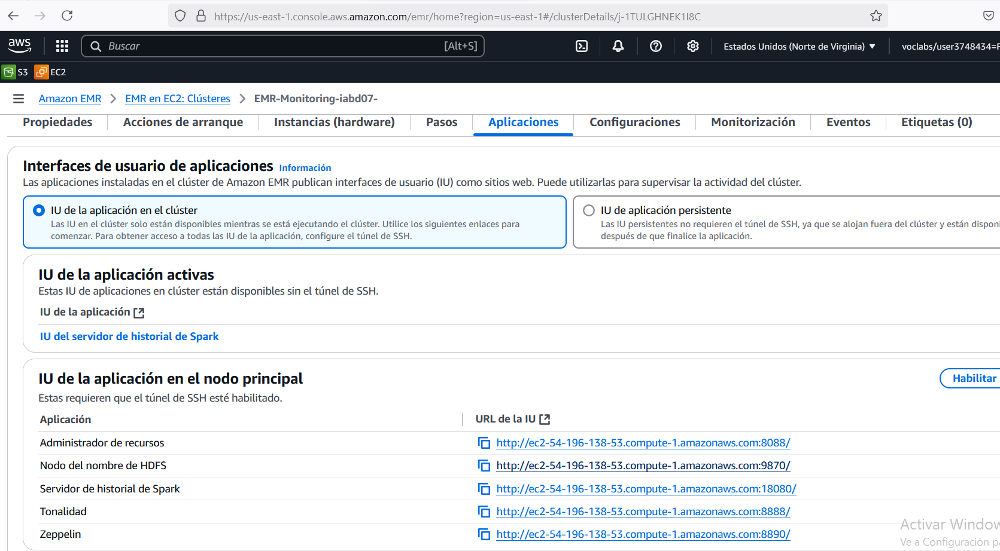 https://us-east-1.console.aws.amazon.com/emr/home?region=us-east-1#/clusterDetails/j-1TULGHNEK1I8C
aws
Buscar [Alt+S] Estados Unidos (Norte de Virginia) voclabs/user3748434=
S3 EC2
Amazon EMR EMR en EC2: Clústeres EMR-Monitoring-iabd07-
Propiedades Acciones de arranque Instancias (hardware) Pasos Aplicaciones Configuraciones Monitorización Eventos Etiquetas (0)
Interfaces de usuario de aplicaciones Información
Las aplicaciones instaladas en el clúster de Amazon EMR publican interfaces de usuario (IU) como sitios web. Puede utilizarlas para supervisar la actividad del clúster.
IU de la aplicación en el clúster
Las IU en el clúster solo están disponibles mientras se está ejecutando el clúster. Utilice los siguientes enlaces para
comenzar. Para obtener acceso a todas las IU de la aplicación, configure el túnel de SSH.
IU de aplicación persistente
Las IU persistentes no requieren el túnel de SSH, ya que se alojan fuera del clúster y están disponi
después de que finalice la aplicación.
IU de la aplicación activas
Estas IU de aplicaciones en clúster están disponibles sin el túnel de SSH.
IU de la aplicación
IU del servidor de historial de Spark
IU de la aplicación en el nodo principal
Habilitar
Estas requieren que el túnel de SSH esté habilitado.
Aplicación URL de la IU
Administrador de recursos http://ec2-54-196-138-53.compute-1.amazonaws.com:8088/
Nodo del nombre de HDFS http://ec2-54-196-138-53.compute-1.amazonaws.com:9870/
Servidor de historial de Spark http://ec2-54-196-138-53.compute-1.amazonaws.com:18080/
Tonalidad http://ec2-54-196-138-53.compute-1.amazonaws.com:8888/
Zeppelin http://ec2-54-196-138-53.compute-1.amazonaws.com:8890/
Activar Window
Ve a Configuración p